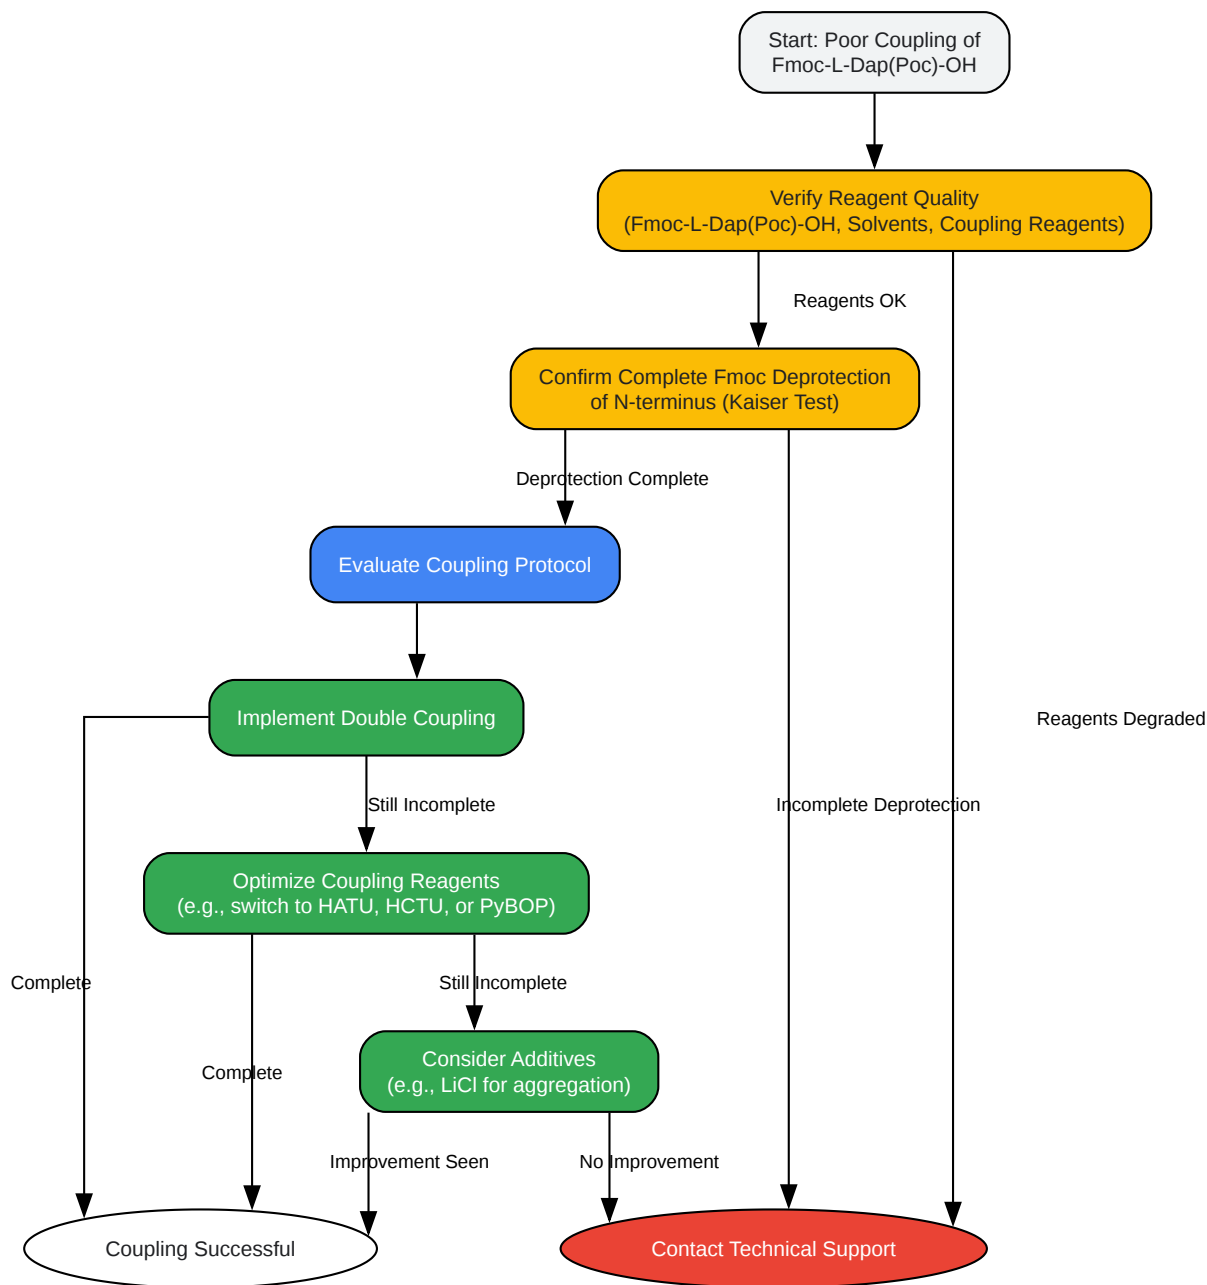 Start: Poor Coupling of
Fmoc-L-Dap(Poc)-OH
Verify Reagent Quality
(Fmoc-L-Dap(Poc)-OH, Solvents, Coupling Reagents)
Reagents OK
Confirm Complete Fmoc Deprotection
of N-terminus (Kaiser Test)
Deprotection Complete
Evaluate Coupling Protocol
Implement Double Coupling
Reagents Degraded
Still Incomplete
Incomplete Deprotection
Optimize Coupling Reagents
(e.g., switch to HATU, HCTU, or PyBOP)
Complete
Still Incomplete
Consider Additives
(e.g., LiCl for aggregation)
Complete
Improvement Seen
No Improvement
Coupling Successful
Contact Technical Support